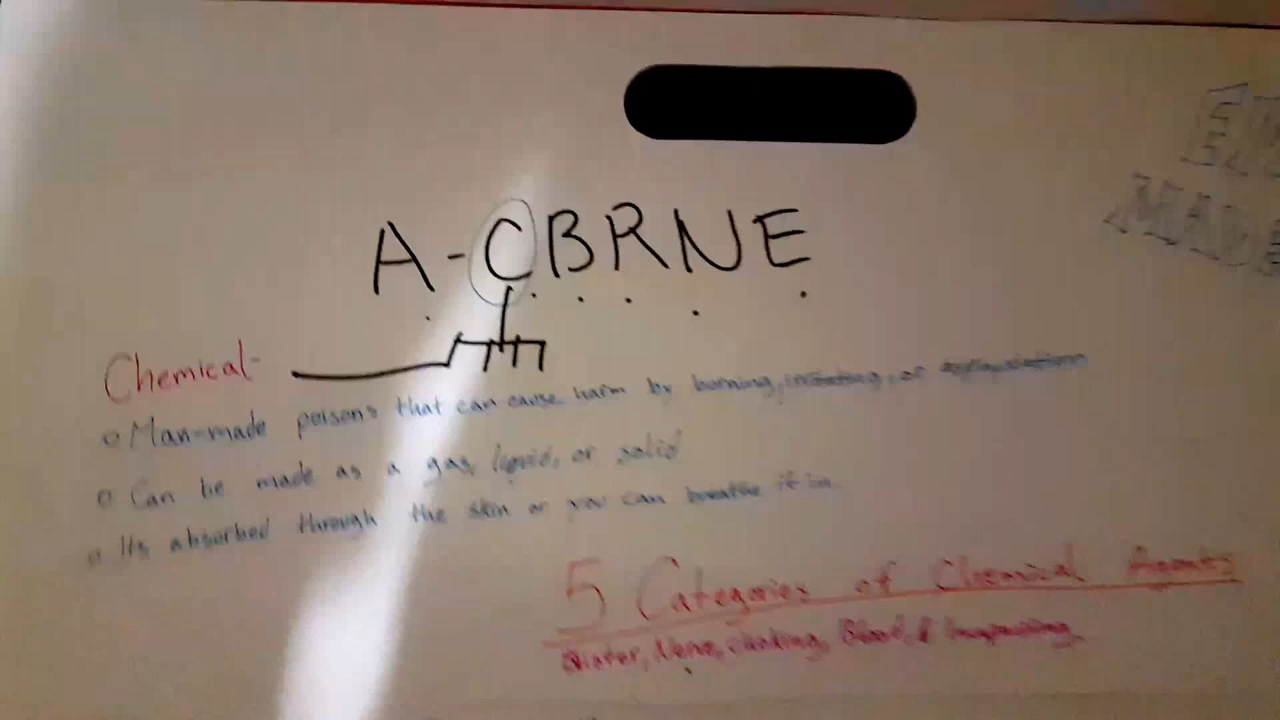 A-CBRNE
Chemical-
Man-made poisons that can cause harm by burning, irritating, or
Can be made as a gas, liquid, or solid
Its absorbed through the skin or you can breathe it in
5 Categories of Chemical Agents
Blister, Nerve, choking, Blood, &